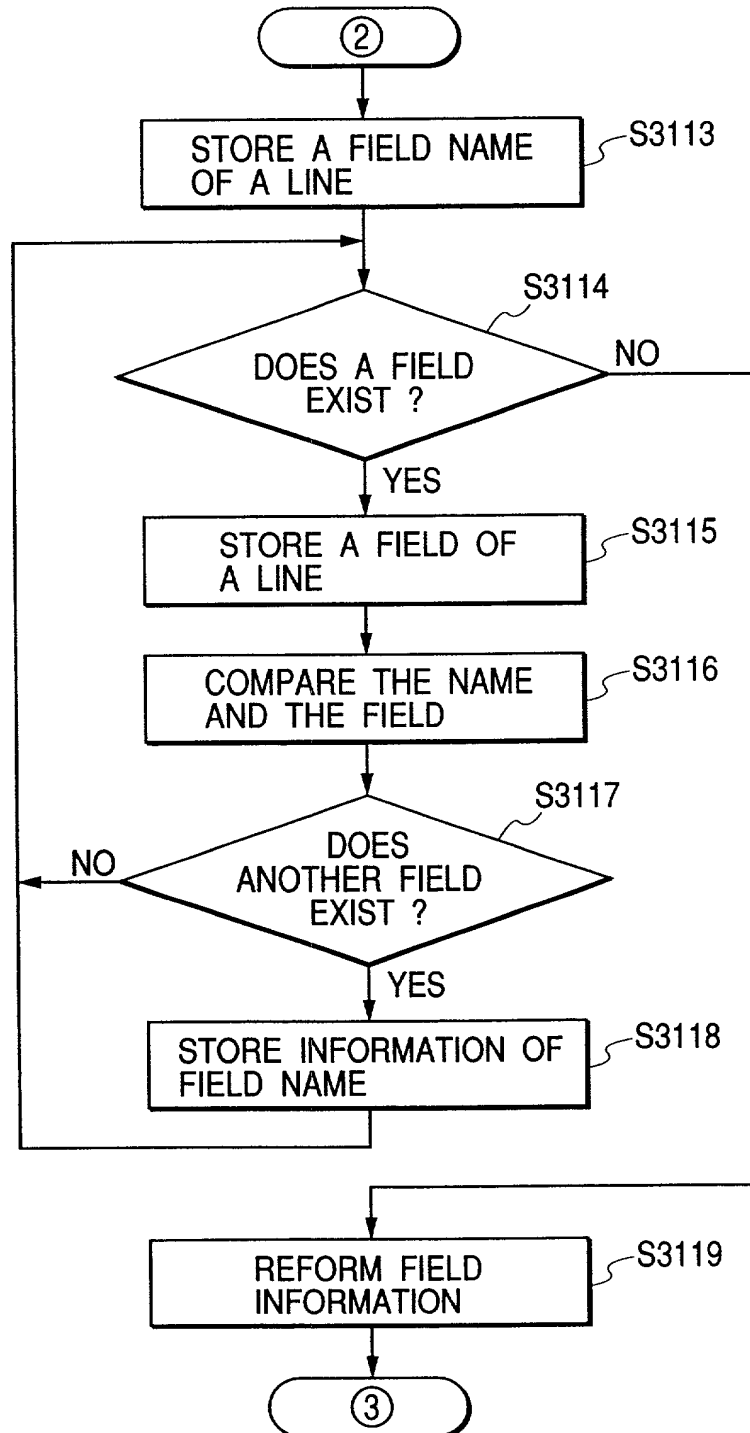 2
STORE A FIELD NAME
OF A LINE
S3113
S3114
DOES A FIELD
EXIST ?
NO
YES
STORE A FIELD OF
A LINE
S3115
COMPARE THE NAME
AND THE FIELD
S3116
S3117
DOES
ANOTHER FIELD
EXIST ?
NO
YES
STORE INFORMATION OF
FIELD NAME
S3118
REFORM FIELD
INFORMATION
S3119
3